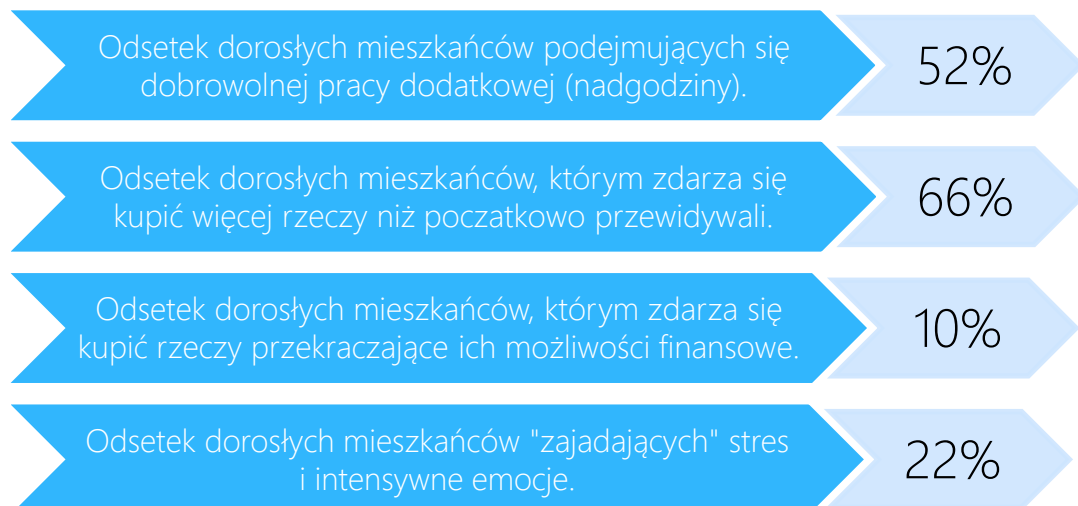 Odsetek dorosłych mieszkańców podejmujących się
dobrowolnej pracy dodatkowej (nadgodziny).
52%
Odsetek dorosłych mieszkańców, którym zdarza się
kupić więcej rzeczy niż początkowo przewidywali.
66%
Odsetek dorosłych mieszkańców, którym zdarza się
kupić rzeczy przekraczające ich możliwości finansowe.
10%
Odsetek dorosłych mieszkańców "zajadających" stres
i intensywne emocje.
22%